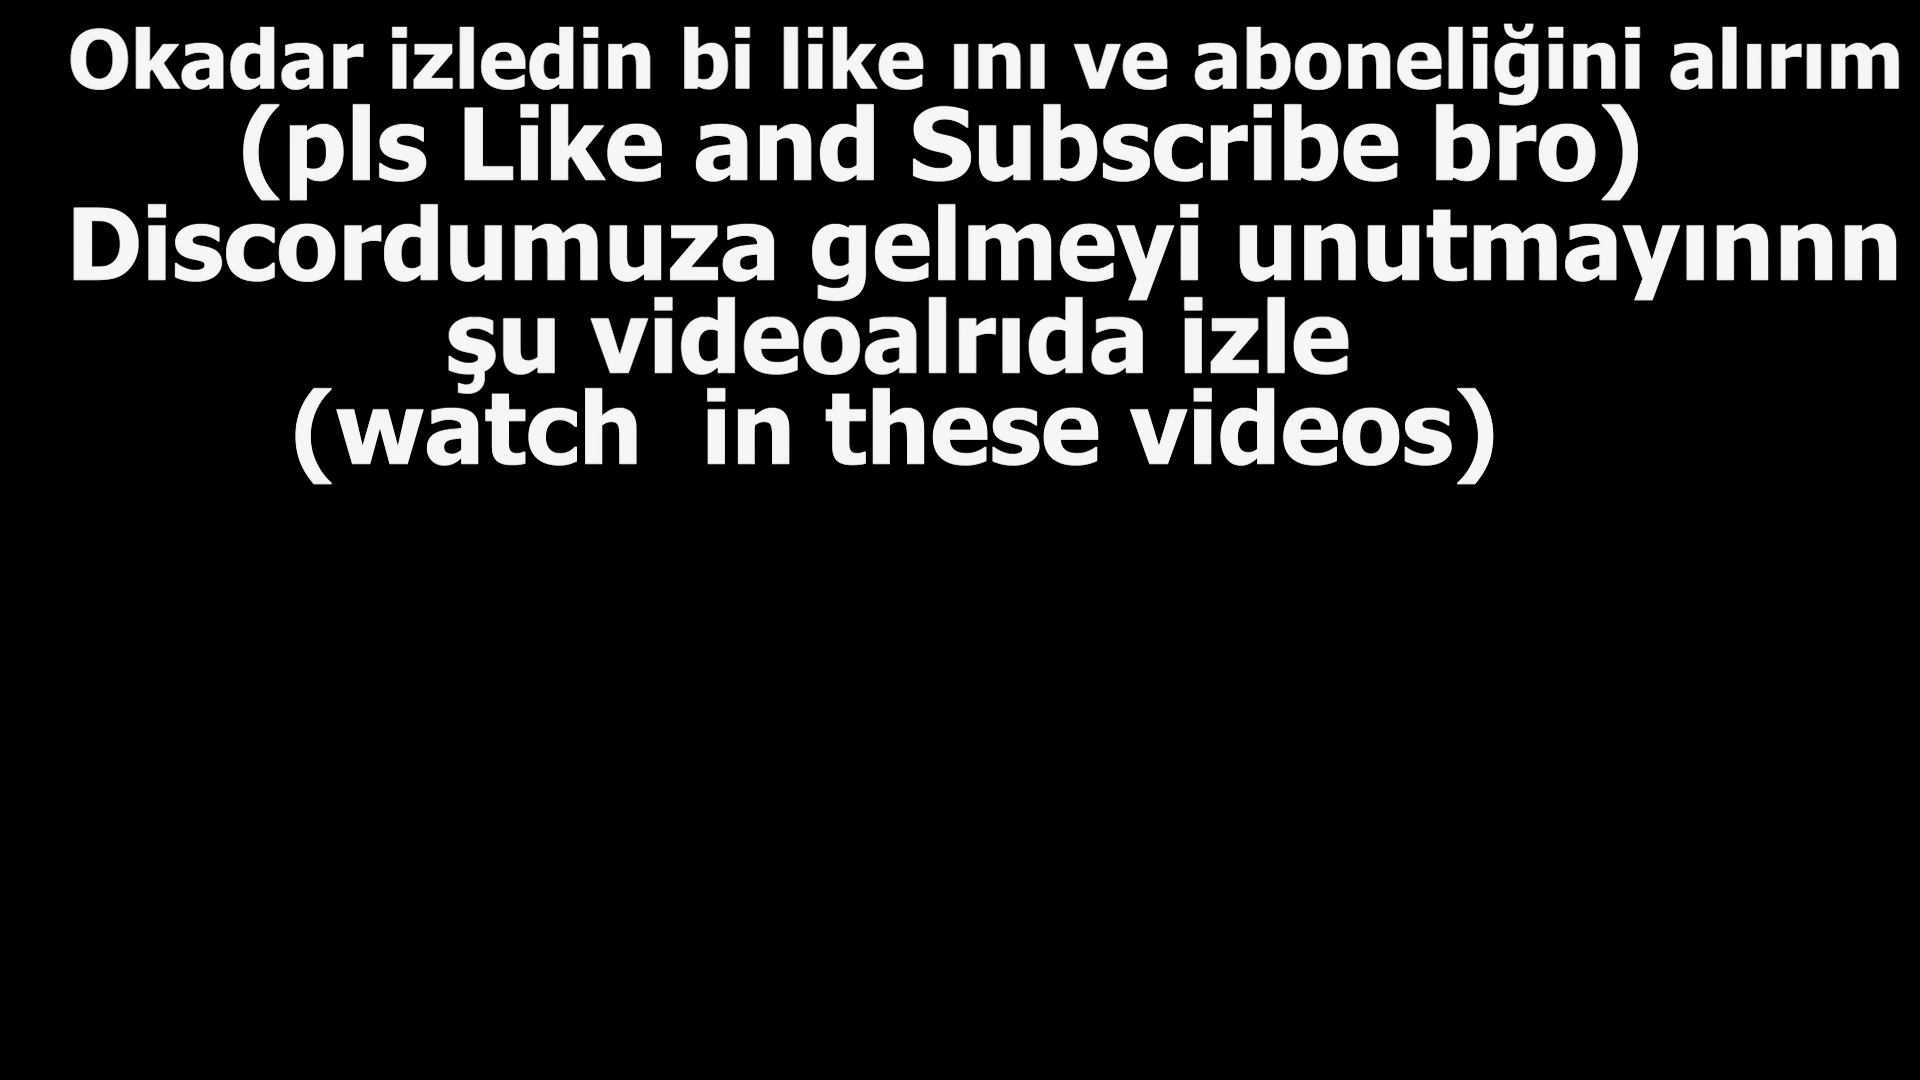 Okadar izledin bi like ını ve aboneliğini alırım
(pls Like and Subscribe bro)
Discordumuza gelmeyi unutmayınnn
şu videoalrıda izle
(watch  in these videos)